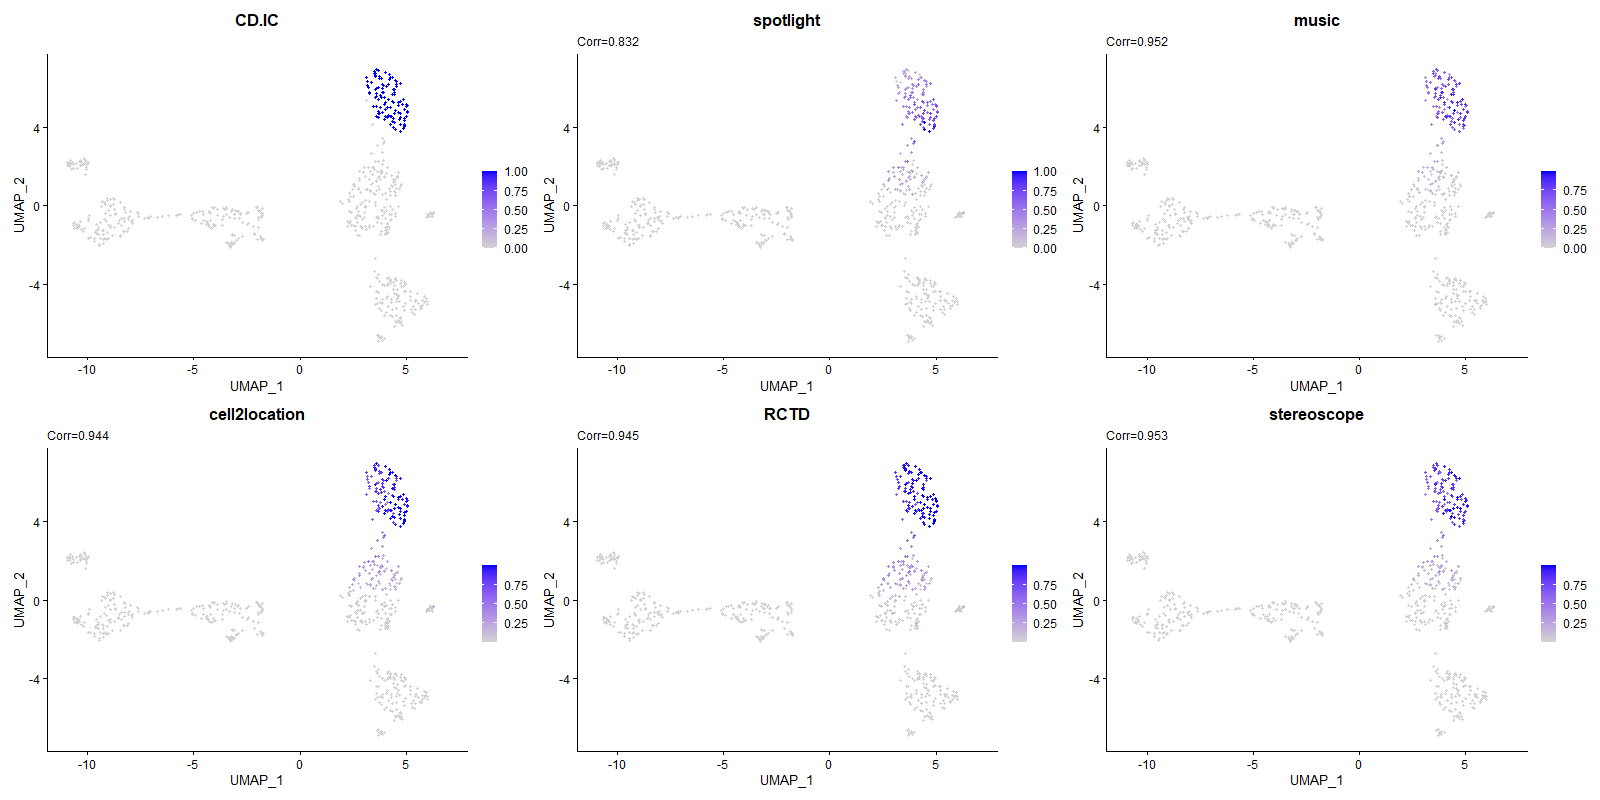 CD.IC
UMAP_2
4
0
-4
-10
-5
0
5
UMAP_1
1.00
0.75
0.50
0.25
0.00
spotlight
Corr=0.832
UMAP_2
4
0
-4
-10
-5
0
5
UMAP_1
1.00
0.75
0.50
0.25
0.00
music
Corr=0.952
UMAP_2
4
0
-4
-10
-5
0
5
UMAP_1
0.75
0.50
0.25
0.00
cell2location
Corr=0.944
UMAP_2
4
0
-4
-10
-5
0
5
UMAP_1
0.75
0.50
0.25
RCTD
Corr=0.945
UMAP_2
4
0
-4
-10
-5
0
5
UMAP_1
0.75
0.50
0.25
stereoscope
Corr=0.953
UMAP_2
4
0
-4
-10
-5
0
5
UMAP_1
0.75
0.50
0.25